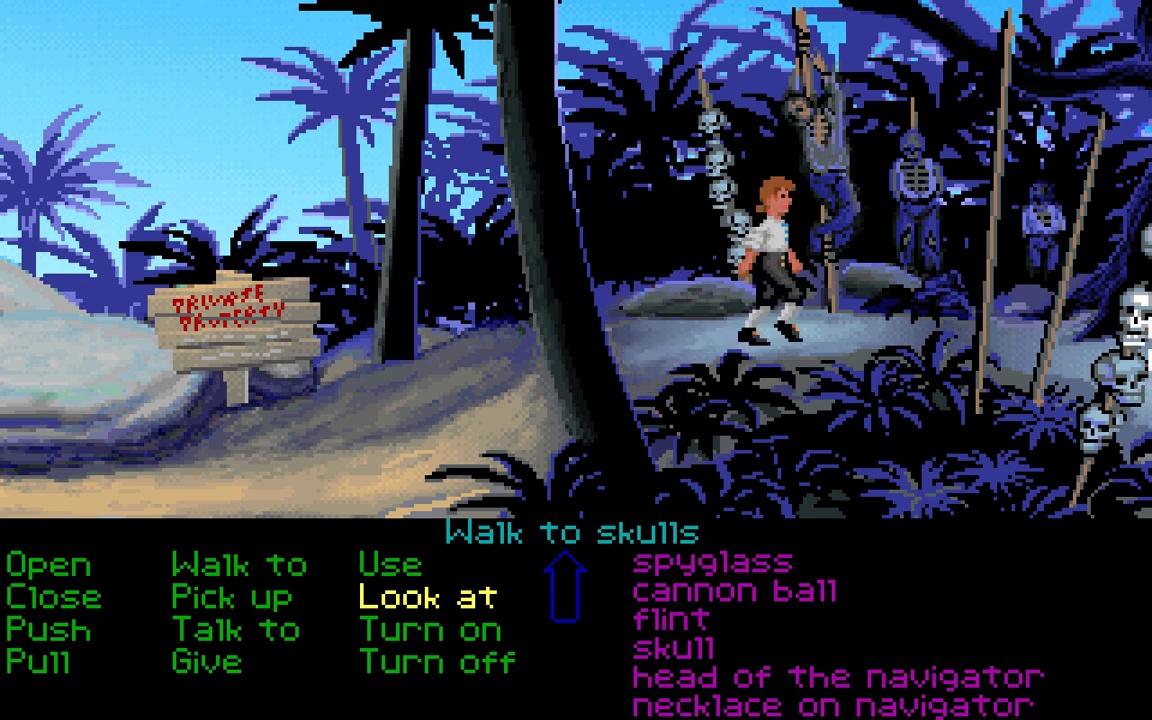 PRIVATE
PROPERTY
Walk to skulls
Open Walk to Use spyglass
Close Pick up Look at cannon ball
Push Talk to Turn on flint
Pull Give Turn off skull
head of the navigator
necklace on navigator